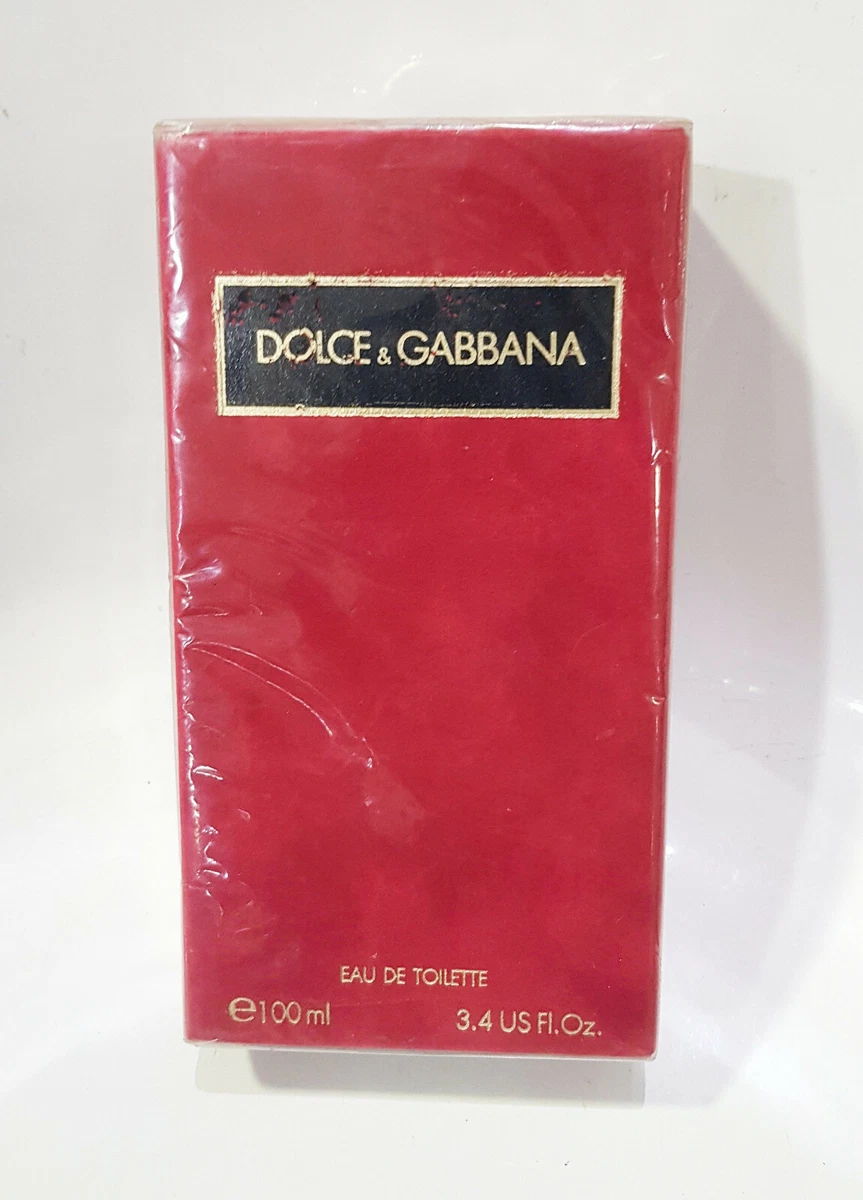 DOLCE & GABBANA
EAU DE TOILETTE
℮100 ml
3.4 US Fl.Oz.